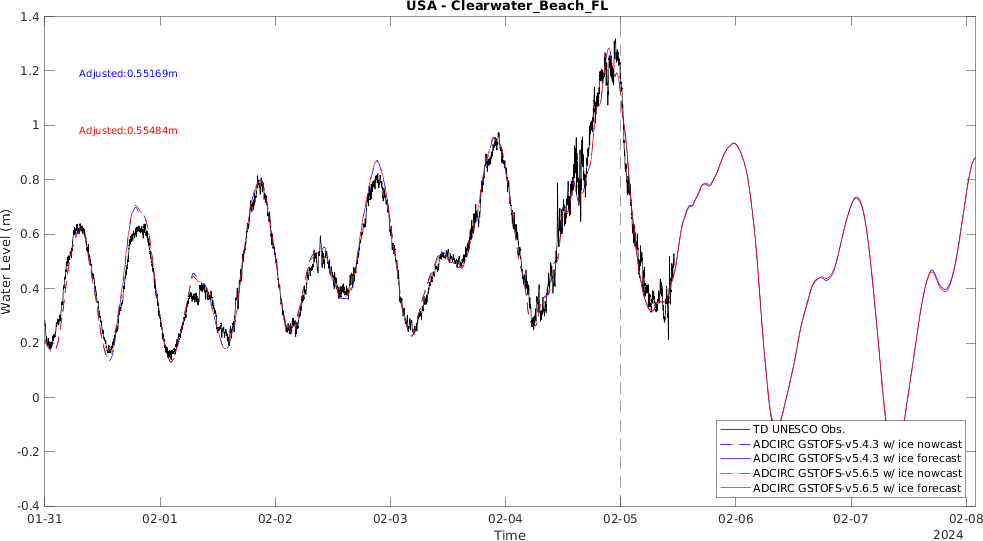 USA - Clearwater_Beach_FL
1.4
1.2
1
0.8
0.6
0.4
0.2
0
-0.2
-0.4
Water Level (m)
Adjusted:0.55169m
Adjusted:0.55484m
TD UNESCO Obs.
ADCIRC GSTOFS-v5.4.3 w/ ice nowcast
ADCIRC GSTOFS-v5.4.3 w/ ice forecast
ADCIRC GSTOFS-v5.6.5 w/ ice nowcast
ADCIRC GSTOFS-v5.6.5 w/ ice forecast
01-31 02-01 02-02 02-03 02-04 02-05 02-06 02-07 02-08
Time
2024